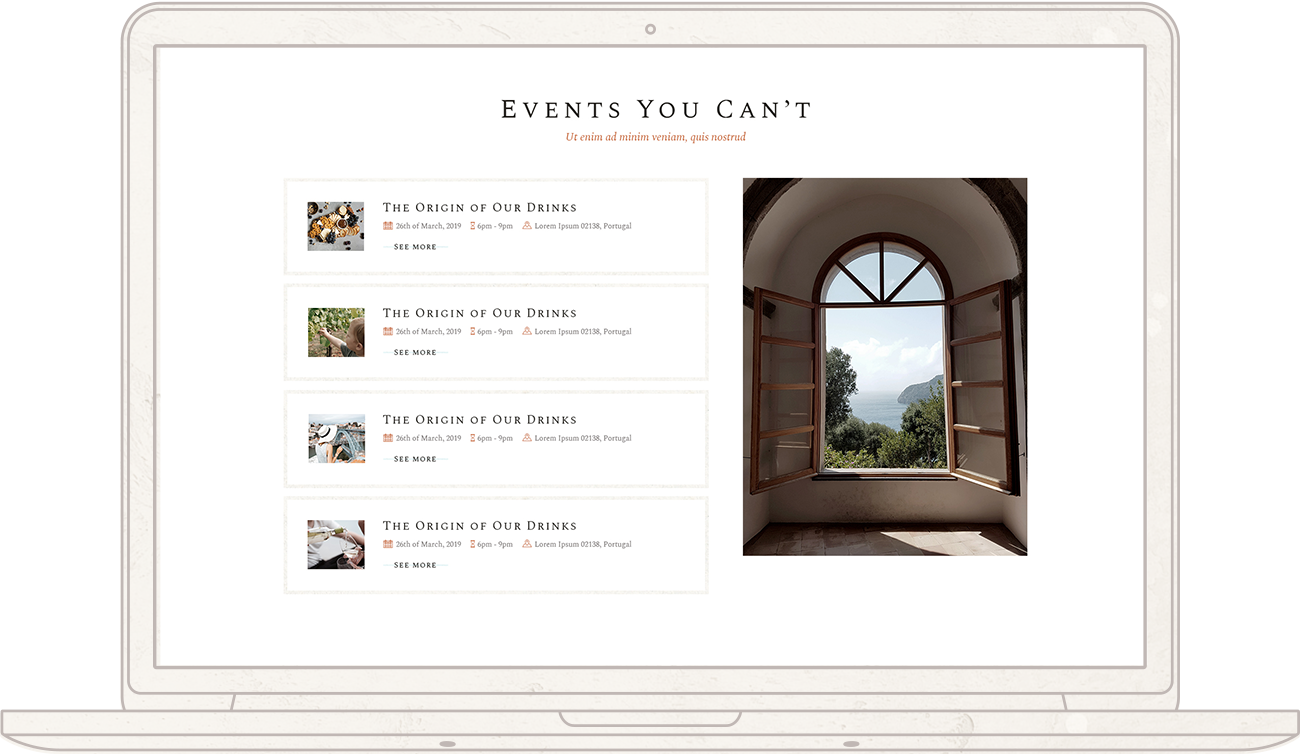 Events You Can’t
Ut enim ad minim veniam, quis nostrud
The Origin of Our Drinks
26th of March, 2019 6pm - 9pm Lorem Ipsum 02138, Portugal
See more
The Origin of Our Drinks
26th of March, 2019 6pm - 9pm Lorem Ipsum 02138, Portugal
See more
The Origin of Our Drinks
26th of March, 2019 6pm - 9pm Lorem Ipsum 02138, Portugal
See more
The Origin of Our Drinks
26th of March, 2019 6pm - 9pm Lorem Ipsum 02138, Portugal
See more